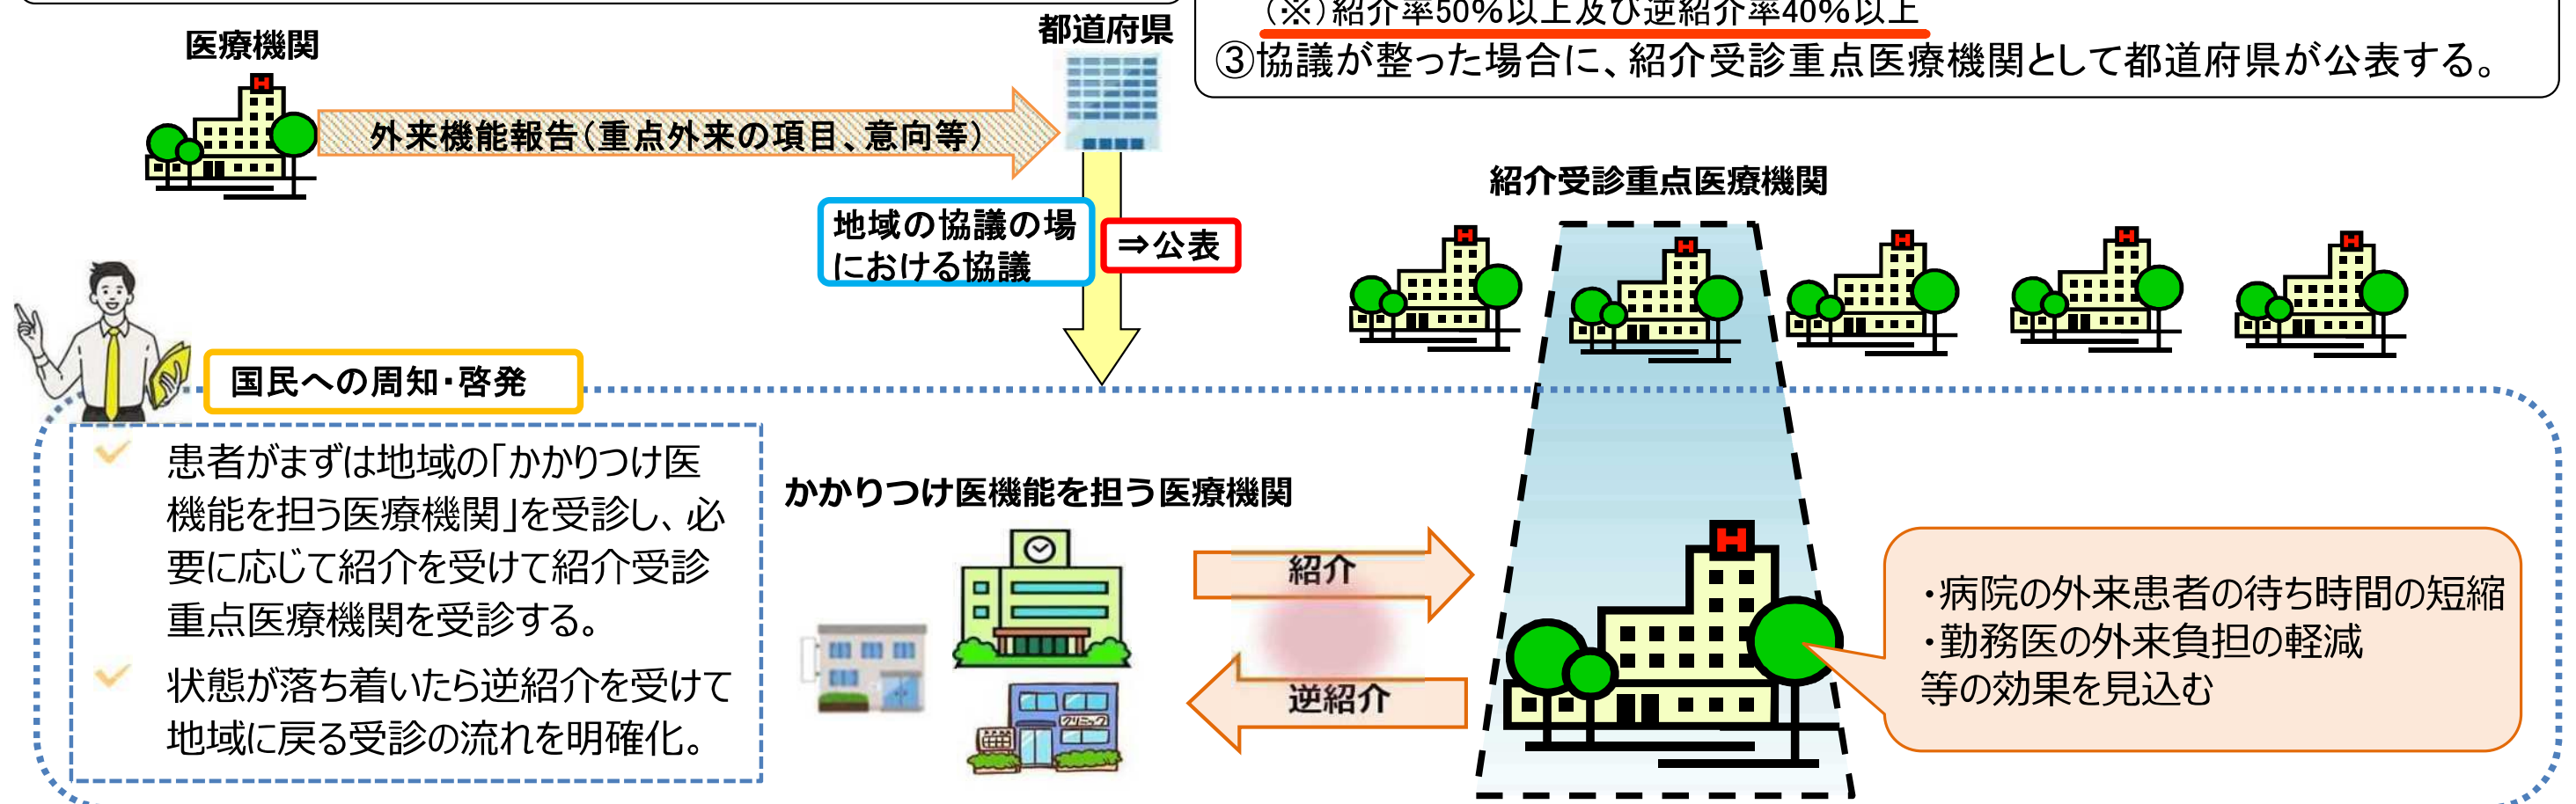 (※)紹介率50%以上及び逆紹介率40%以上
③協議が整った場合に、紹介受診重点医療機関として都道府県が公表する。
医療機関
都道府県
外来機能報告(重点外来の項目、意向等)
地域の協議の場
における協議
⇒公表
紹介受診重点医療機関
国民への周知・啓発
患者がまずは地域の「かかりつけ医
機能を担う医療機関」を受診し、必
要に応じて紹介を受けて紹介受診
重点医療機関を受診する。
状態が落ち着いたら逆紹介を受けて
地域に戻る受診の流れを明確化。
かかりつけ医機能を担う医療機関
クリニック
紹介
逆紹介
・病院の外来患者の待ち時間の短縮
・勤務医の外来負担の軽減
等の効果を見込む